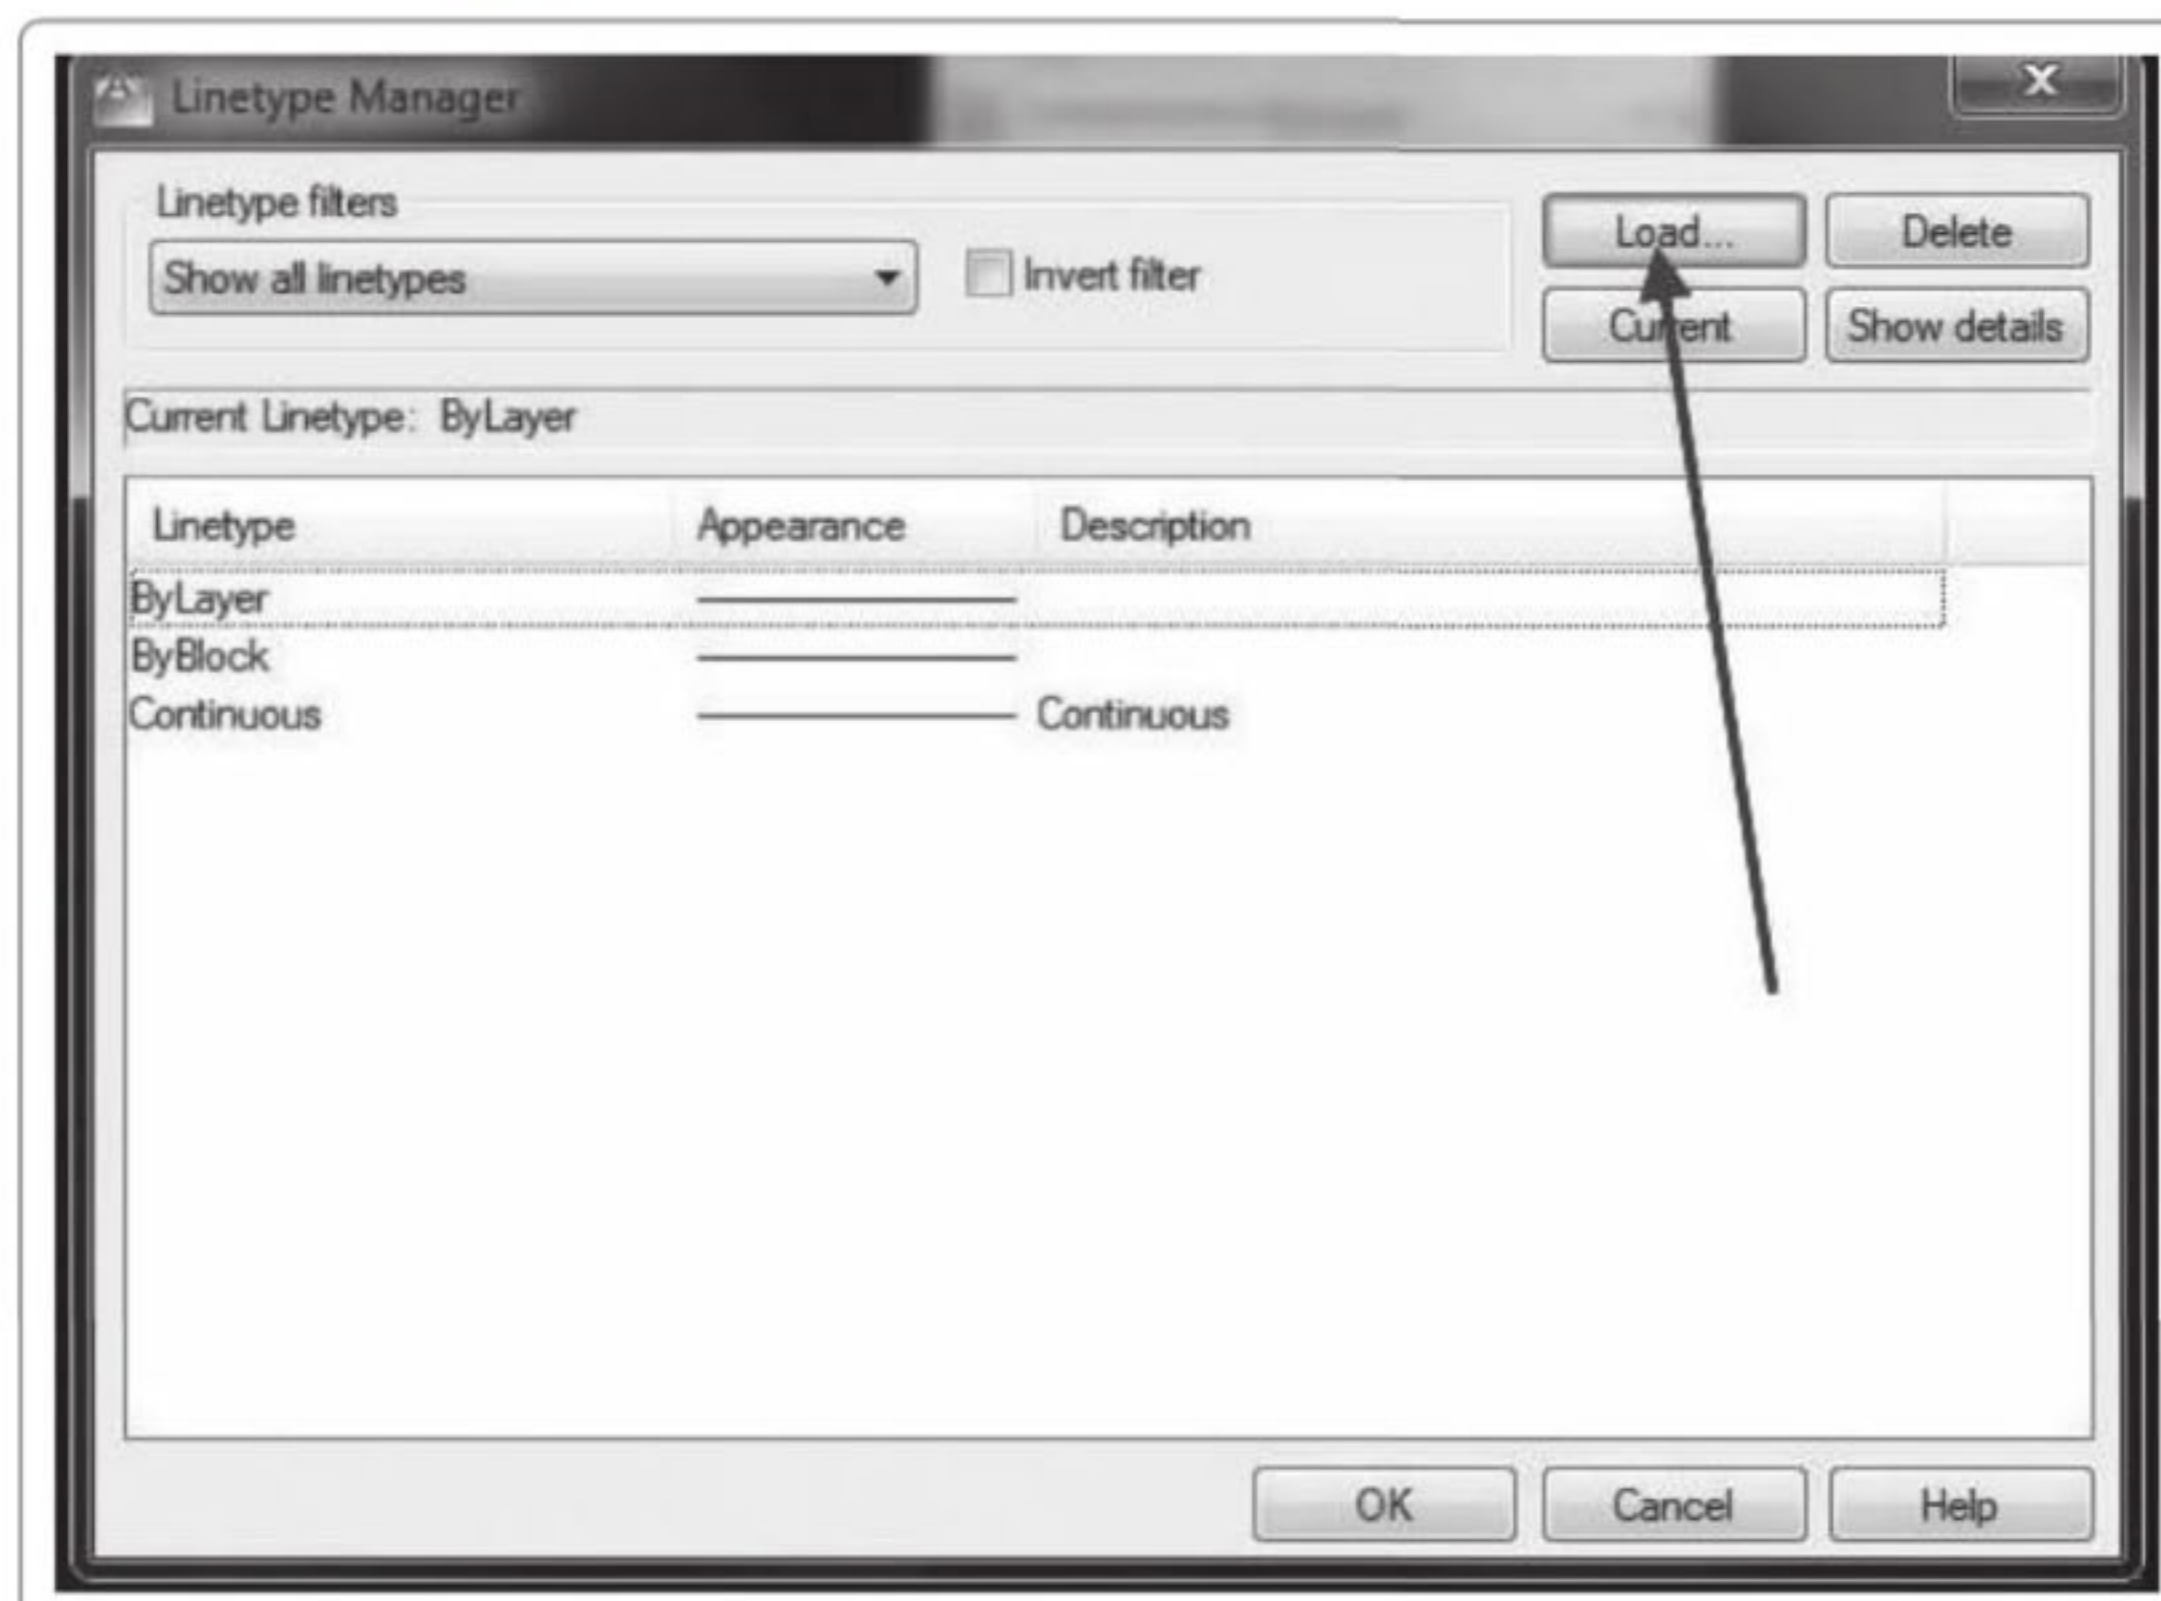 Linetype Manager
X
Linetype filters
Show all linetypes
Invert filter
Load...
Delete
Current
Show details
Current Linetype: ByLayer
Linetype Appearance Description
ByLayer
ByBlock
Continuous Continuous
OK Cancel Help